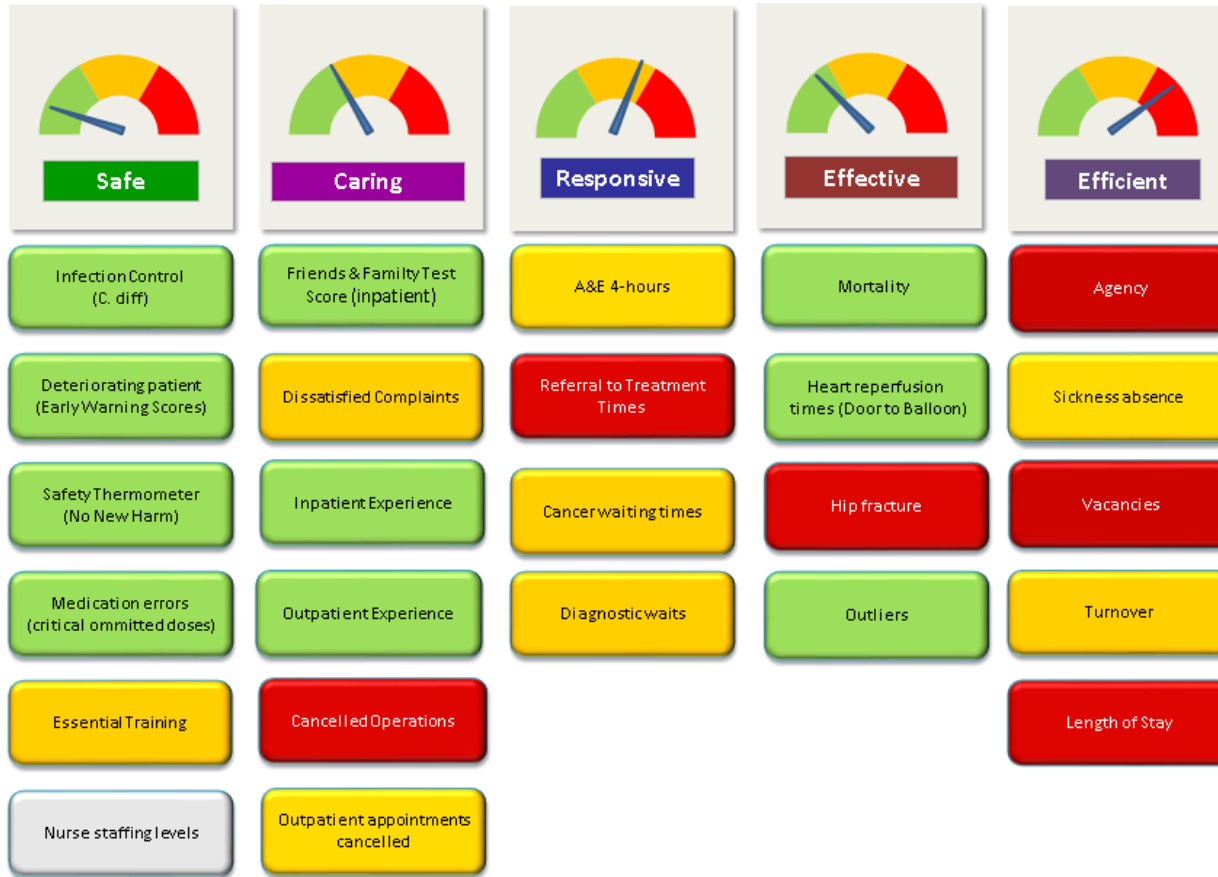 Safe
Caring
Responsive
Effective
Efficient
Infection Control
(C. diff)
Deteriorating patient
(Early Warning Scores)
Safety Thermometer
(No New Harm)
Medication errors
(critical ommitted doses)
Essential Training
Nurse staffing levels
Friends & Familty Test
Score (inpatient)
Dissatisfied Complaints
Inpatient Experience
Outpatient Experience
Cancelled Operations
Outpatient appointments
cancelled
A&E 4-hours
Referral to Treatment
Times
Cancer waiting times
Diagnostic waits
Mortality
Heart reperfusion
times (Door to Balloon)
Hip fracture
Outliers
Agency
Sickness absence
Vacancies
Turnover
Length of Stay